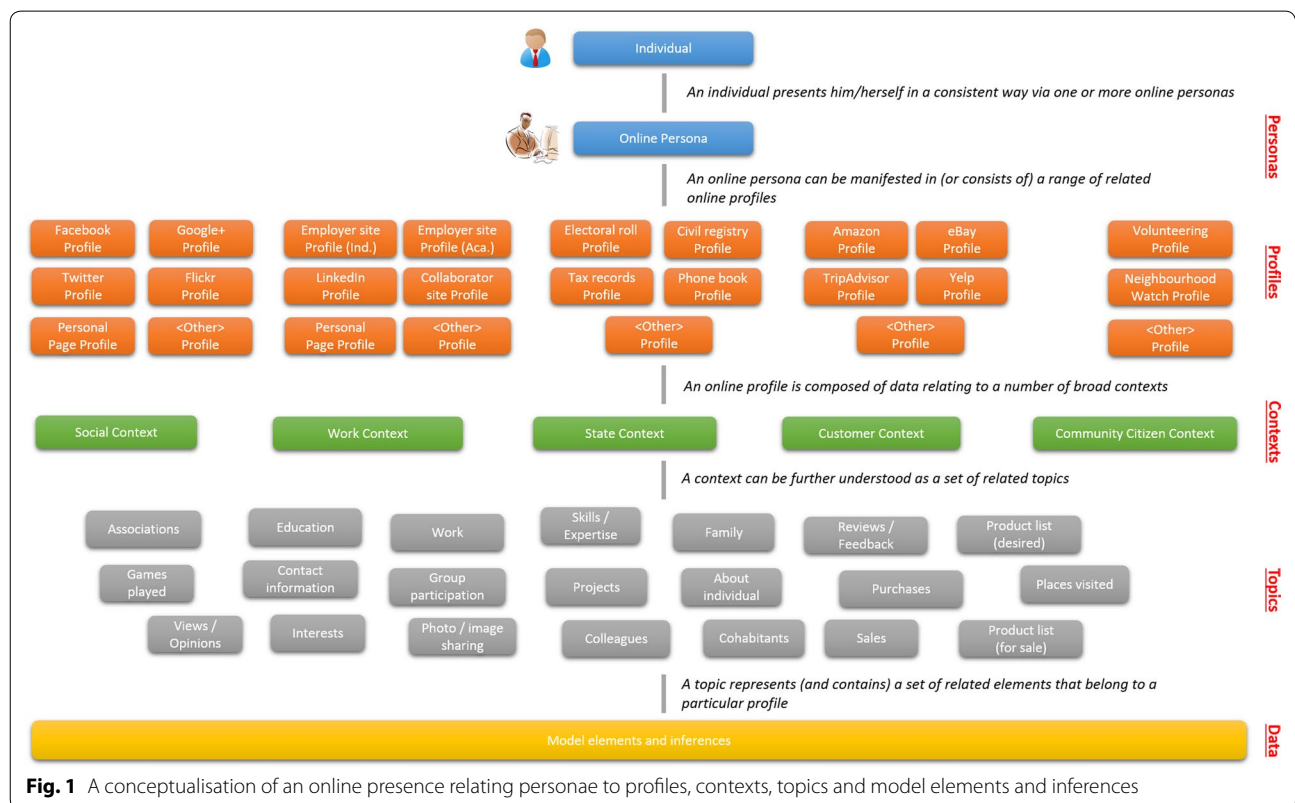 Individual
An individual presents him/herself in a consistent way via one or more online personas
Personas
Online Persona
An online persona can be manifested in (or consists of) a range of related
online profiles
Facebook
Profile
Google+
Profile
Employer site
Profile (Ind.)
Employer site
Profile (Aca.)
Electoral roll
Profile
Civil registry
Profile
Amazon
Profile
eBay
Profile
Volunteering
Profile
Profiles
Twitter
Profile
Flickr
Profile
LinkedIn
Profile
Collaborator
site Profile
Tax records
Profile
Phone book
Profile
TripAdvisor
Profile
Yelp
Profile
Neighbourhood
Watch Profile
Personal
Page Profile
<Other>
Profile
Personal
Page Profile
<Other>
Profile
<Other>
Profile
<Other>
Profile
<Other>
Profile
An online profile is composed of data relating to a number of broad contexts
Contexts
Social Context
Work Context
State Context
Customer Context
Community Citizen Context
A context can be further understood as a set of related topics
Associations
Education
Work
Skills /
Expertise
Family
Reviews /
Feedback
Product list
(desired)
Topics
Games
played
Contact
information
Group
participation
Projects
About
individual
Purchases
Places visited
Views /
Opinions
Interests
Photo / image
sharing
Colleagues
Cohabitants
Sales
Product list
(for sale)
A topic represents (and contains) a set of related elements that belong to a
particular profile
Data
Model elements and inferences
Fig. 1 A conceptualisation of an online presence relating personae to profiles, contexts, topics and model elements and inferences